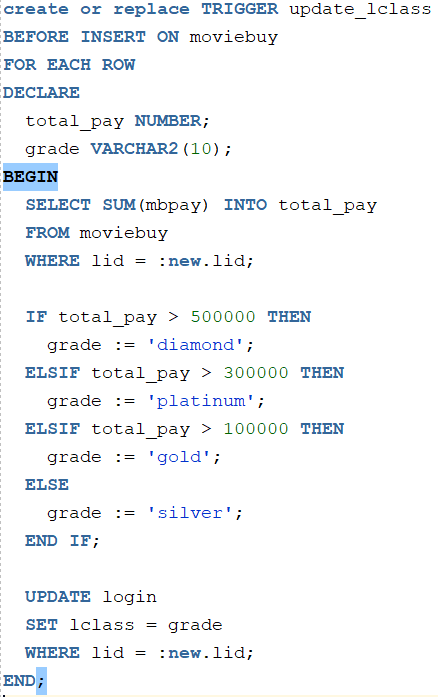 create or replace TRIGGER update_lclass
BEFORE INSERT ON moviebuy
FOR EACH ROW
DECLARE
  total_pay NUMBER;
  grade VARCHAR2(10);
BEGIN
  SELECT SUM(mbpay) INTO total_pay
  FROM moviebuy
  WHERE lid = :new.lid;

  IF total_pay > 500000 THEN
    grade := 'diamond';
  ELSIF total_pay > 300000 THEN
    grade := 'platinum';
  ELSIF total_pay > 100000 THEN
    grade := 'gold';
  ELSE
    grade := 'silver';
  END IF;

  UPDATE login
  SET lclass = grade
  WHERE lid = :new.lid;
END;